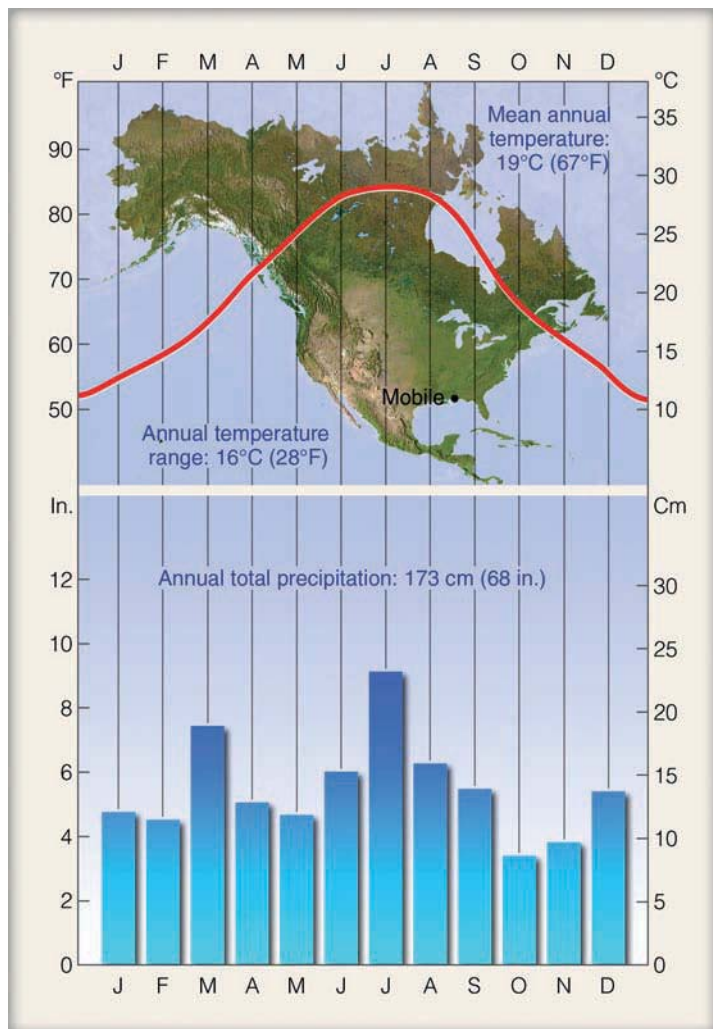 J F M A M J J A S O N D
°F °C
Mean annual
temperature:
19°C (67°F)
35
90
30
80
25
70
20
60
15
Mobile
50
10
Annual temperature
range: 16°C (28°F)
In. Cm
Annual total precipitation: 173 cm (68 in.)
12
30
10
25
8
20
6
15
4
10
2
5
0 0
J F M A M J J A S O N D